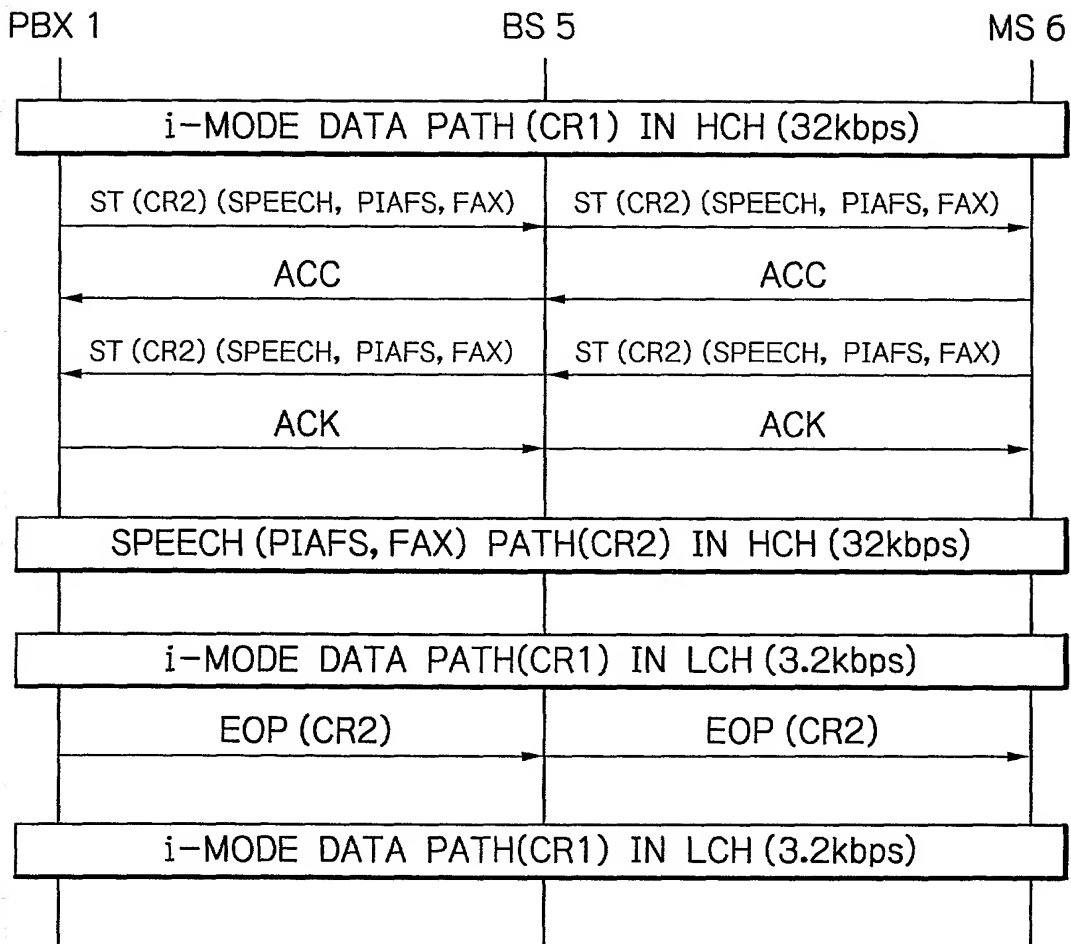 PBX 1 BS 5 MS 6
i-MODE DATA PATH (CR1) IN HCH (32kbps)
ST (CR2) (SPEECH, PIAFS, FAX) ST (CR2) (SPEECH, PIAFS, FAX)
ACC ACC
ST (CR2) (SPEECH, PIAFS, FAX) ST (CR2) (SPEECH, PIAFS, FAX)
ACK ACK
SPEECH (PIAFS, FAX) PATH(CR2) IN HCH (32kbps)
i-MODE DATA PATH(CR1) IN LCH (3.2kbps)
EOP (CR2) EOP (CR2)
i-MODE DATA PATH(CR1) IN LCH (3.2kbps)